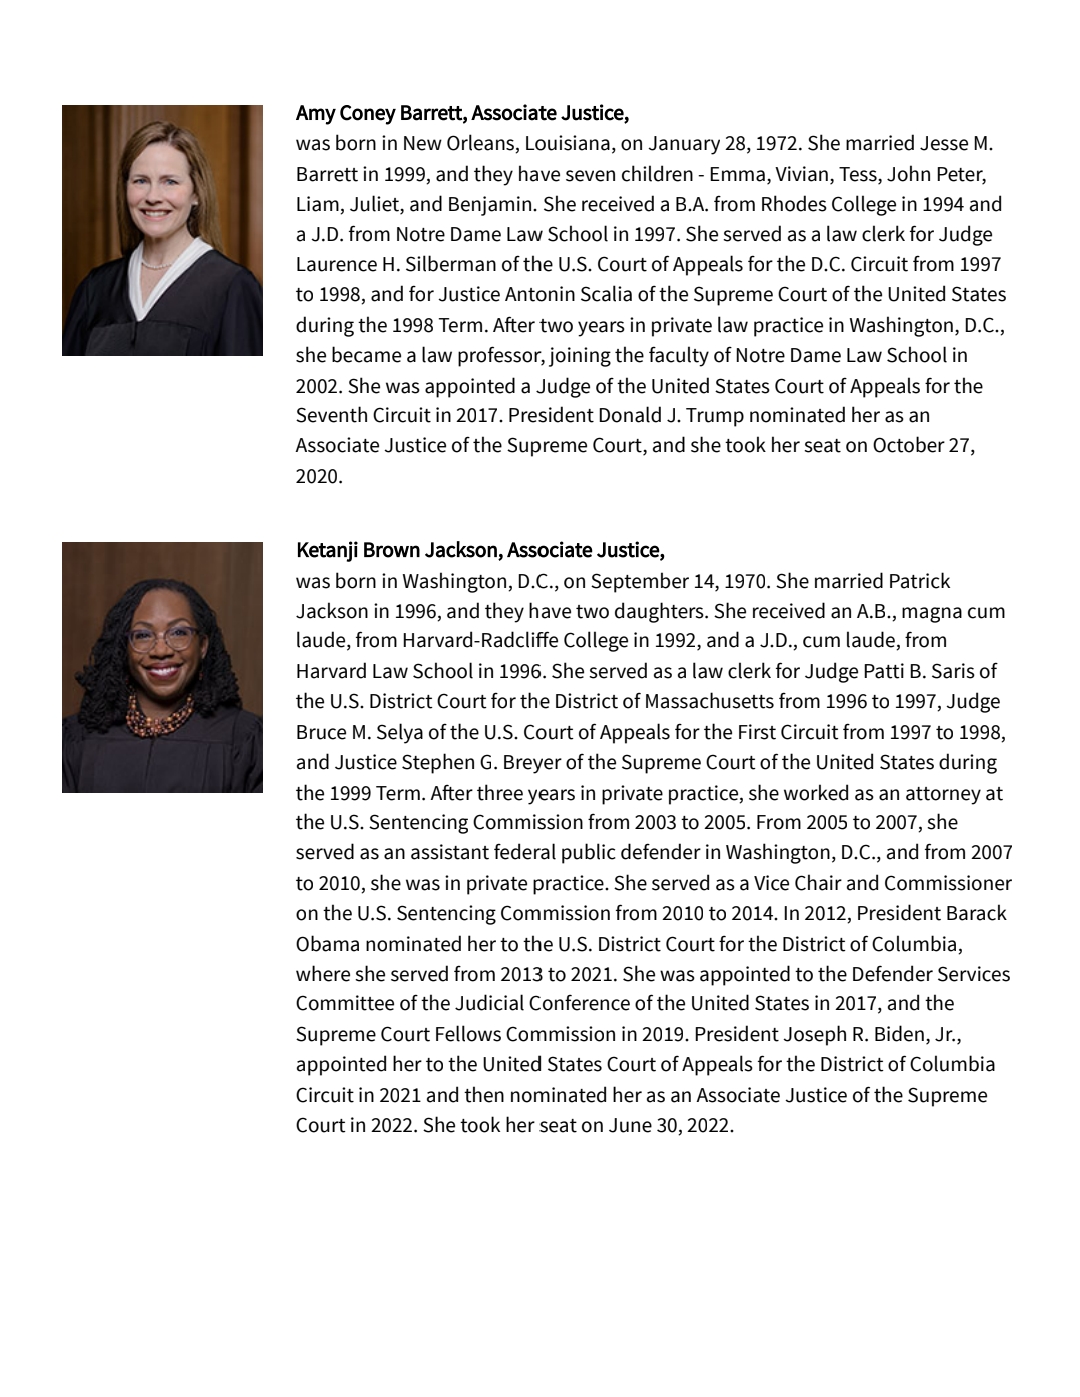 Amy Coney Barrett, Associate Justice,
was born in New Orleans, Louisiana, on January 28, 1972. She married Jesse M.
Barrett in 1999, and they have seven children - Emma, Vivian, Tess, John Peter,
Liam, Juliet, and Benjamin. She received a B.A. from Rhodes College in 1994 and
a J.D. from Notre Dame Law School in 1997. She served as a law clerk for Judge
Laurence H. Silberman of the U.S. Court of Appeals for the D.C. Circuit from 1997
to 1998, and for Justice Antonin Scalia of the Supreme Court of the United States
during the 1998 Term. After two years in private law practice in Washington, D.C.,
she became a law professor, joining the faculty of Notre Dame Law School in
2002. She was appointed a Judge of the United States Court of Appeals for the
Seventh Circuit in 2017. President Donald J. Trump nominated her as an
Associate Justice of the Supreme Court, and she took her seat on October 27,
2020.
Ketanji Brown Jackson, Associate Justice,
was born in Washington, D.C., on September 14, 1970. She married Patrick
Jackson in 1996, and they have two daughters. She received an A.B., magna cum
laude, from Harvard-Radcliffe College in 1992, and a J.D., cum laude, from
Harvard Law School in 1996. She served as a law clerk for Judge Patti B. Saris of
the U.S. District Court for the District of Massachusetts from 1996 to 1997, Judge
Bruce M. Selya of the U.S. Court of Appeals for the First Circuit from 1997 to 1998,
and Justice Stephen G. Breyer of the Supreme Court of the United States during
the 1999 Term. After three years in private practice, she worked as an attorney at
the U.S. Sentencing Commission from 2003 to 2005. From 2005 to 2007, she
served as an assistant federal public defender in Washington, D.C., and from 2007
to 2010, she was in private practice. She served as a Vice Chair and Commissioner
on the U.S. Sentencing Commission from 2010 to 2014. In 2012, President Barack
Obama nominated her to the U.S. District Court for the District of Columbia,
where she served from 2013 to 2021. She was appointed to the Defender Services
Committee of the Judicial Conference of the United States in 2017, and the
Supreme Court Fellows Commission in 2019. President Joseph R. Biden, Jr.,
appointed her to the United States Court of Appeals for the District of Columbia
Circuit in 2021 and then nominated her as an Associate Justice of the Supreme
Court in 2022. She took her seat on June 30, 2022.